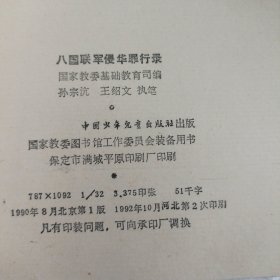 八国联军侵华罪行录
国家教委基础教育司编
孙宗沆 王绍文 执笔
中国少年儿童出版社出版
国家教委图书馆工作委员会装备用书
保定市满城平原印刷厂印刷
787×1092 1/32 3.375印张 51千字
1990年8月北京第1版 1992年10月河北第2次印刷
凡有印装问题,可向承印厂调换